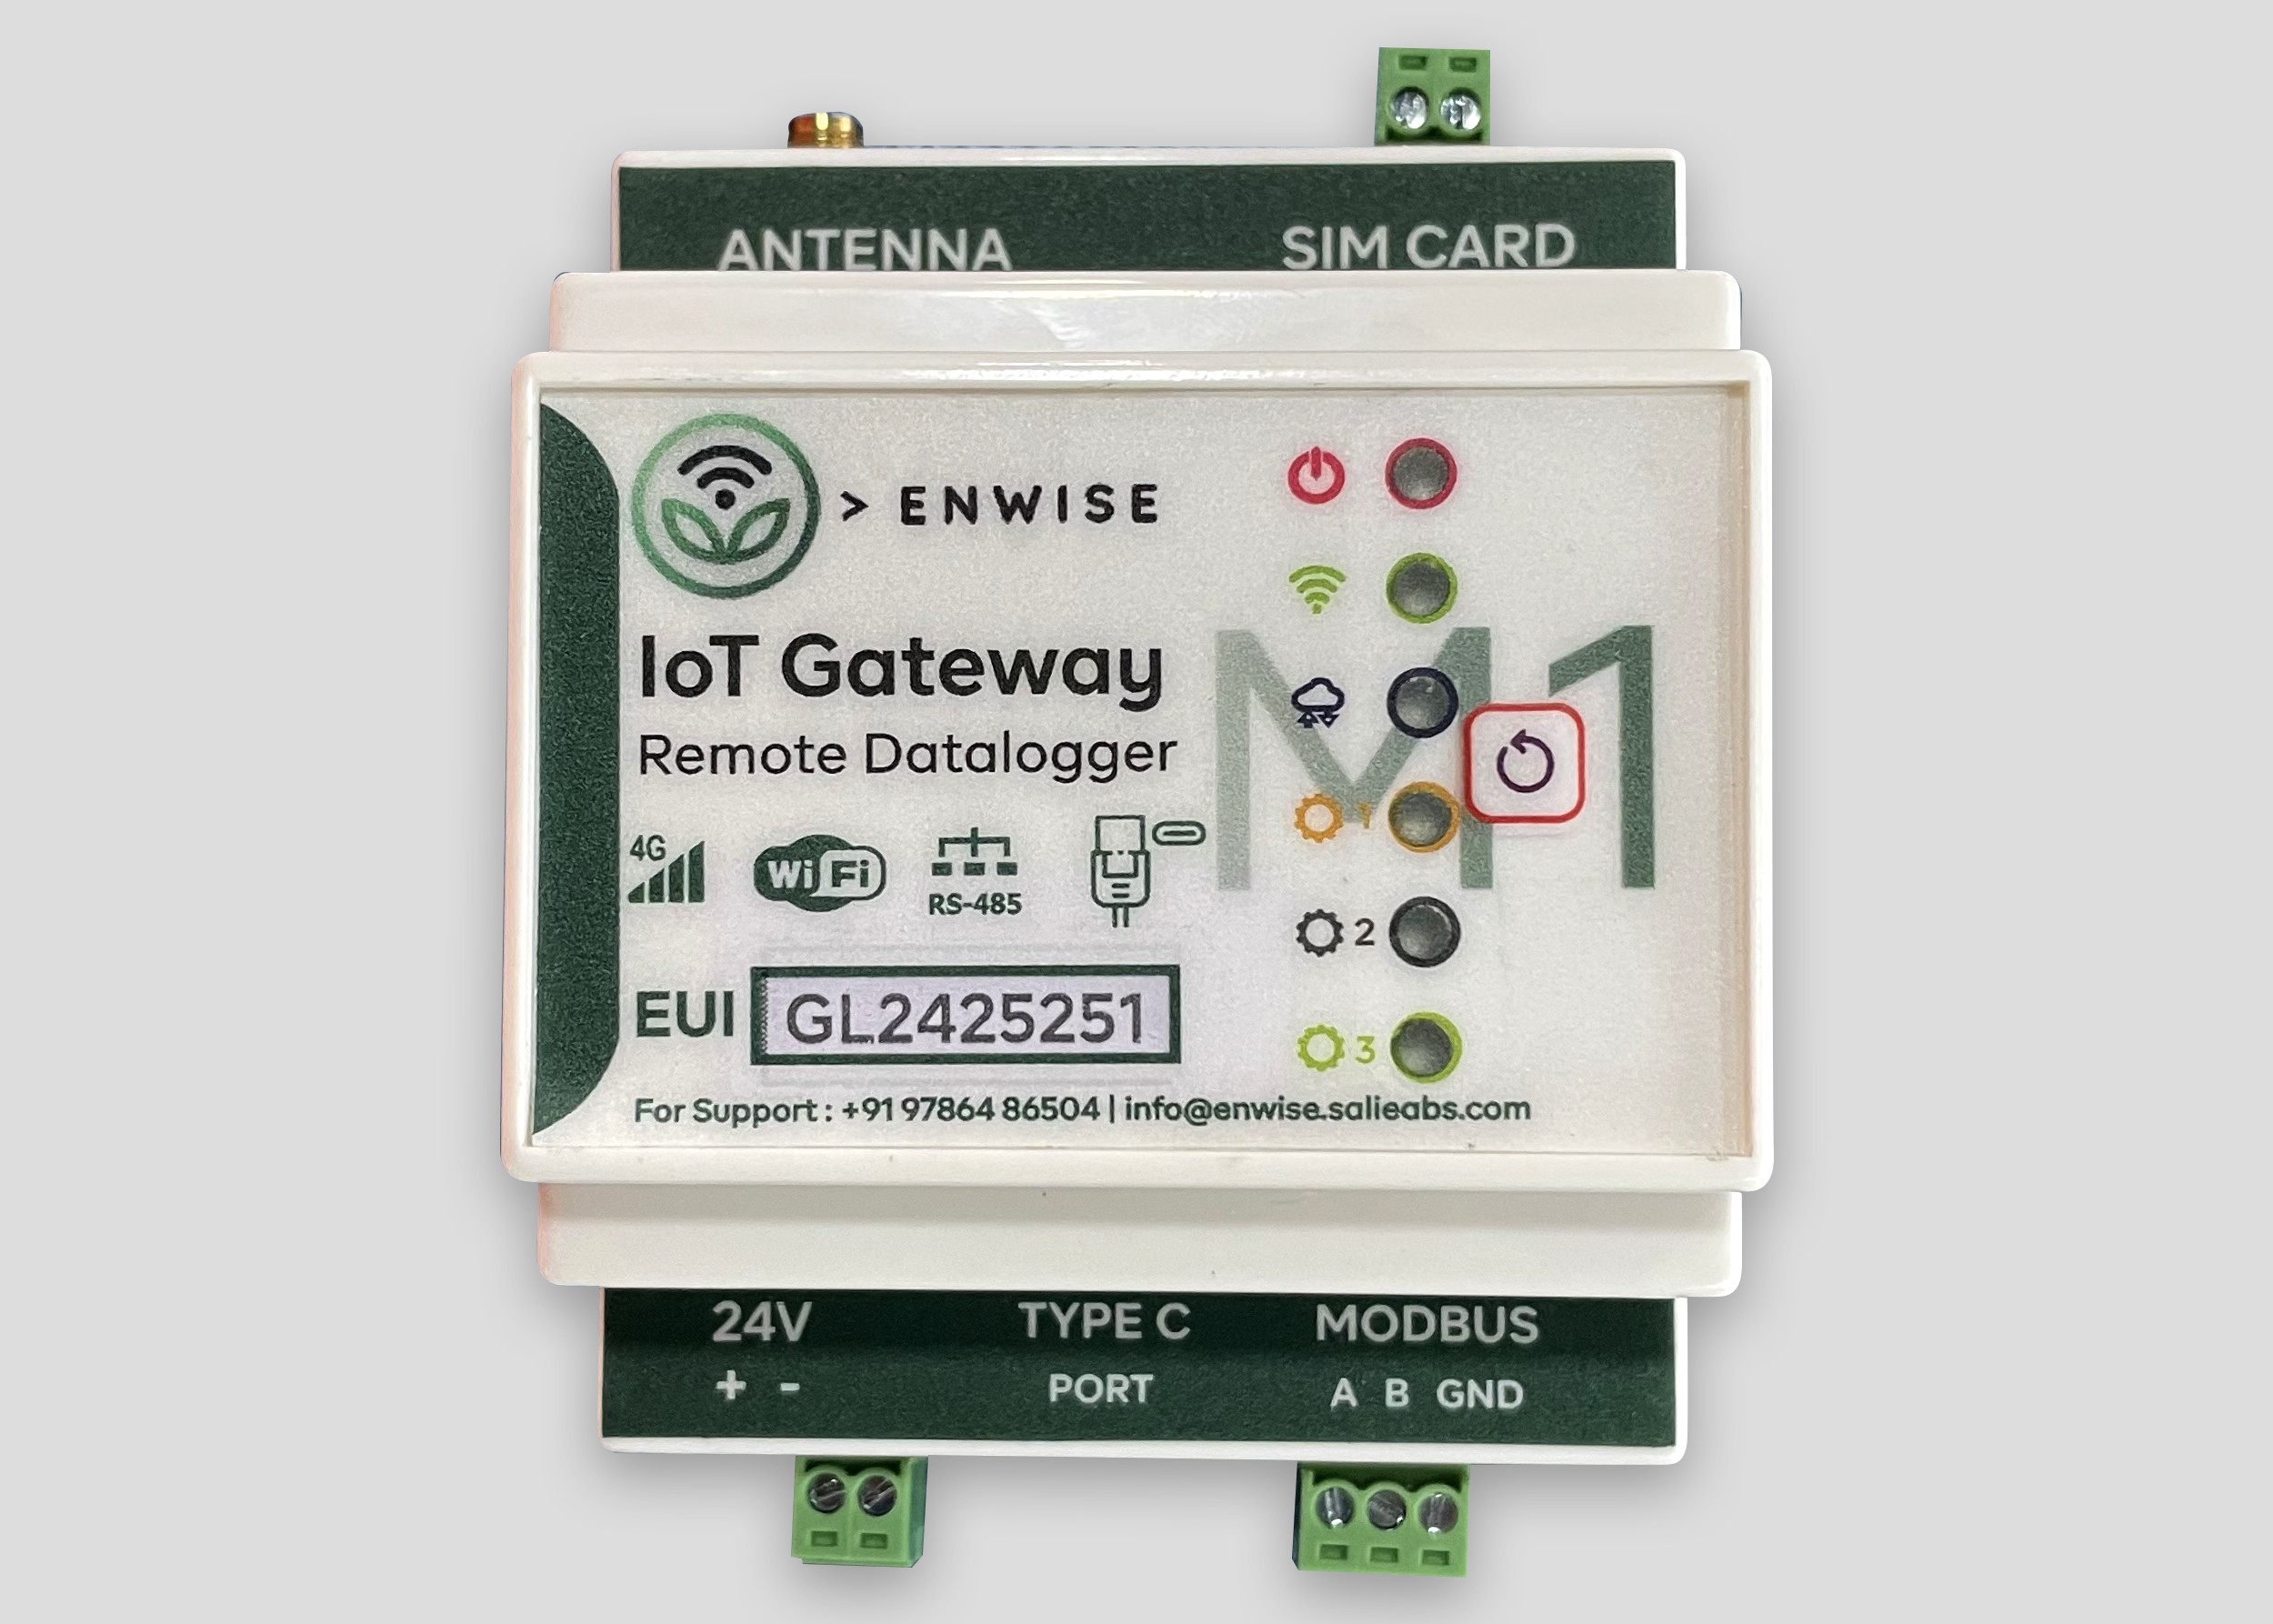 ANTENNA SIM CARD
> ENWISE
IoT Gateway
M1
Remote Datalogger
4G WiFi RS-485
1
2
3
EUI GL2425251
For Support : +91 97864 86504 | info@enwise.salieabs.com
24V TYPE C MODBUS
+ - PORT A B GND